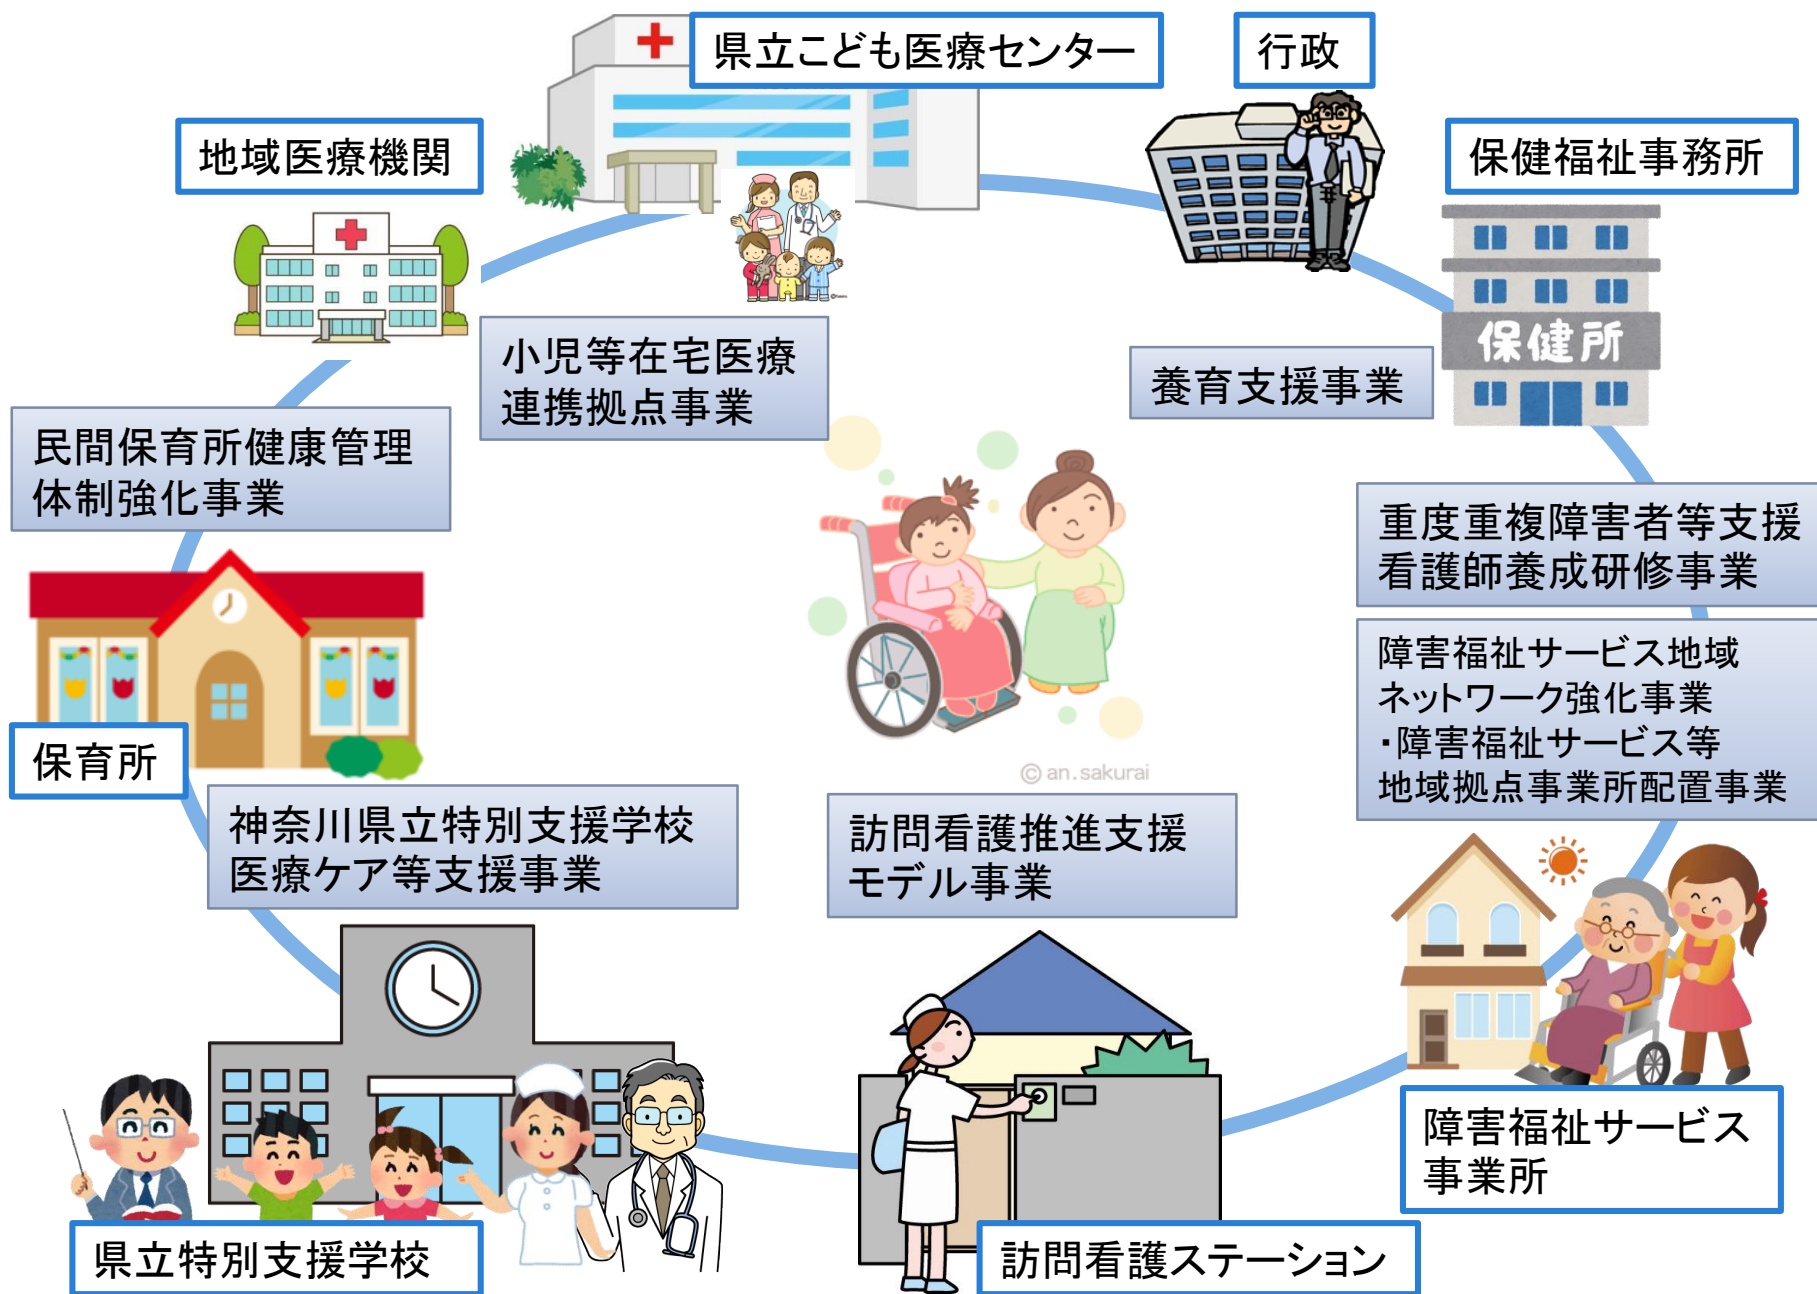 県立こども医療センター
行政
地域医療機関
保健福祉事務所
保健所
小児等在宅医療
連携拠点事業
養育支援事業
民間保育所健康管理
体制強化事業
重度重複障害者等支援
看護師養成研修事業
障害福祉サービス地域
ネットワーク強化事業
・障害福祉サービス等
地域拠点事業所配置事業
保育所
© an.sakurai
神奈川県立特別支援学校
医療ケア等支援事業
訪問看護推進支援
モデル事業
障害福祉サービス
事業所
県立特別支援学校
訪問看護ステーション